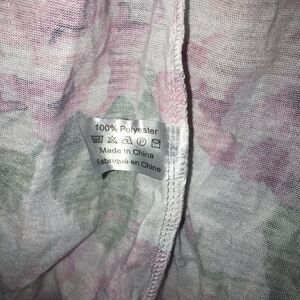 100% Polyester
Made In China
Fabriqué en Chine